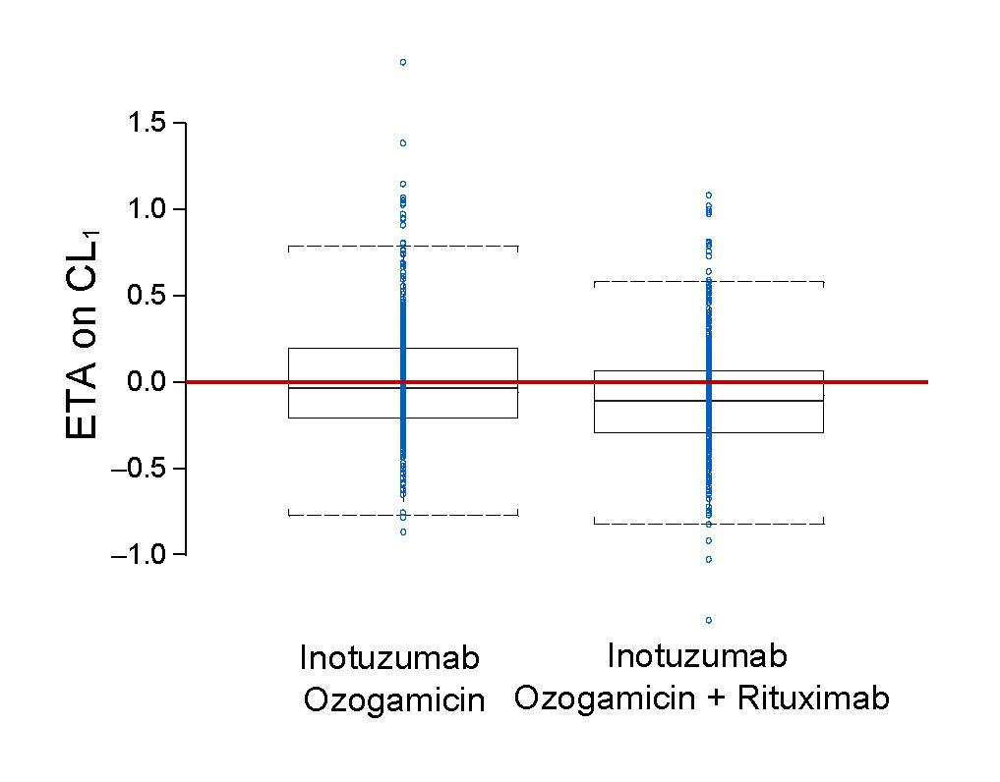 1.5
1.0
0.5
0.0
–0.5
–1.0
ETA on CL₁
Inotuzumab
Ozogamicin
Inotuzumab
Ozogamicin + Rituximab